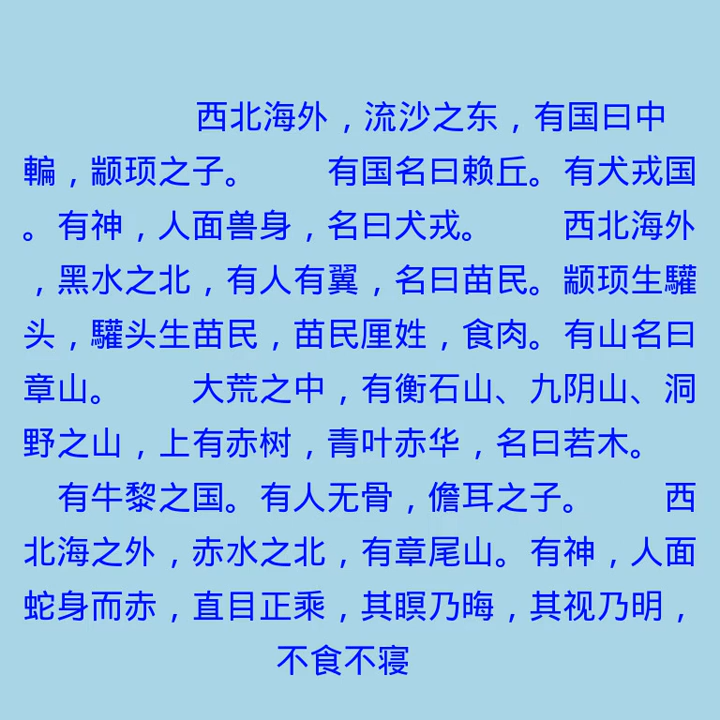 西北海外，流沙之东，有国曰中
輪，颛顼之子。　　有国名曰赖丘。有犬戎国
。有神，人面兽身，名曰犬戎。　　西北海外
，黑水之北，有人有翼，名曰苗民。颛顼生驩
头，驩头生苗民，苗民厘姓，食肉。有山名曰
章山。　　大荒之中，有衡石山、九阴山、洞
野之山，上有赤树，青叶赤华，名曰若木。
有牛黎之国。有人无骨，儋耳之子。　　西
北海之外，赤水之北，有章尾山。有神，人面
蛇身而赤，直目正乘，其瞑乃晦，其视乃明，
不食不寝